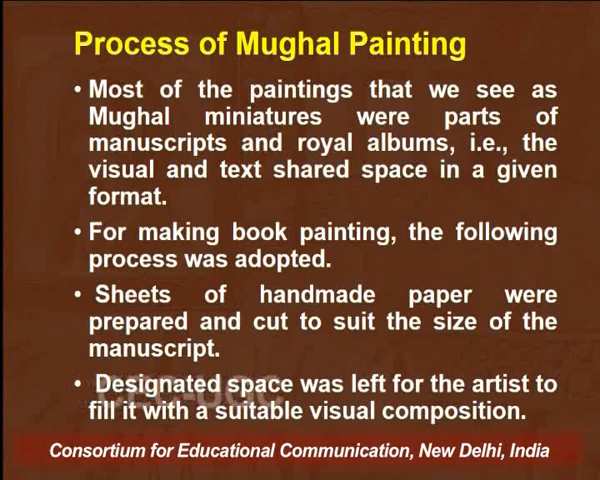 Process of Mughal Painting
• Most of the paintings that we see as
Mughal miniatures were parts of
manuscripts and royal albums, i.e., the
visual and text shared space in a given
format.
• For making book painting, the following
process was adopted.
• Sheets of handmade paper were
prepared and cut to suit the size of the
manuscript.
• Designated space was left for the artist to
fill it with a suitable visual composition.
CEC-UGC
Consortium for Educational Communication, New Delhi, India